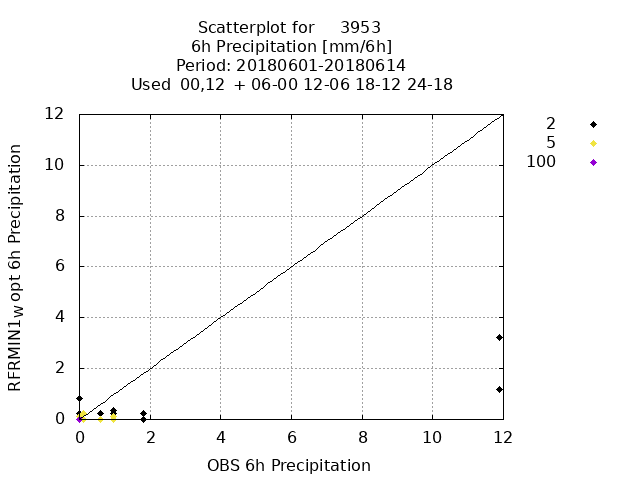 Scatterplot for 3953
6h Precipitation [mm/6h]
Period: 20180601-20180614
Used 00,12 + 06-00 12-06 18-12 24-18
2
5
100
RFRMIN1w opt 6h Precipitation
12
10
8
6
4
2
0
0 2 4 6 8 10 12
OBS 6h Precipitation